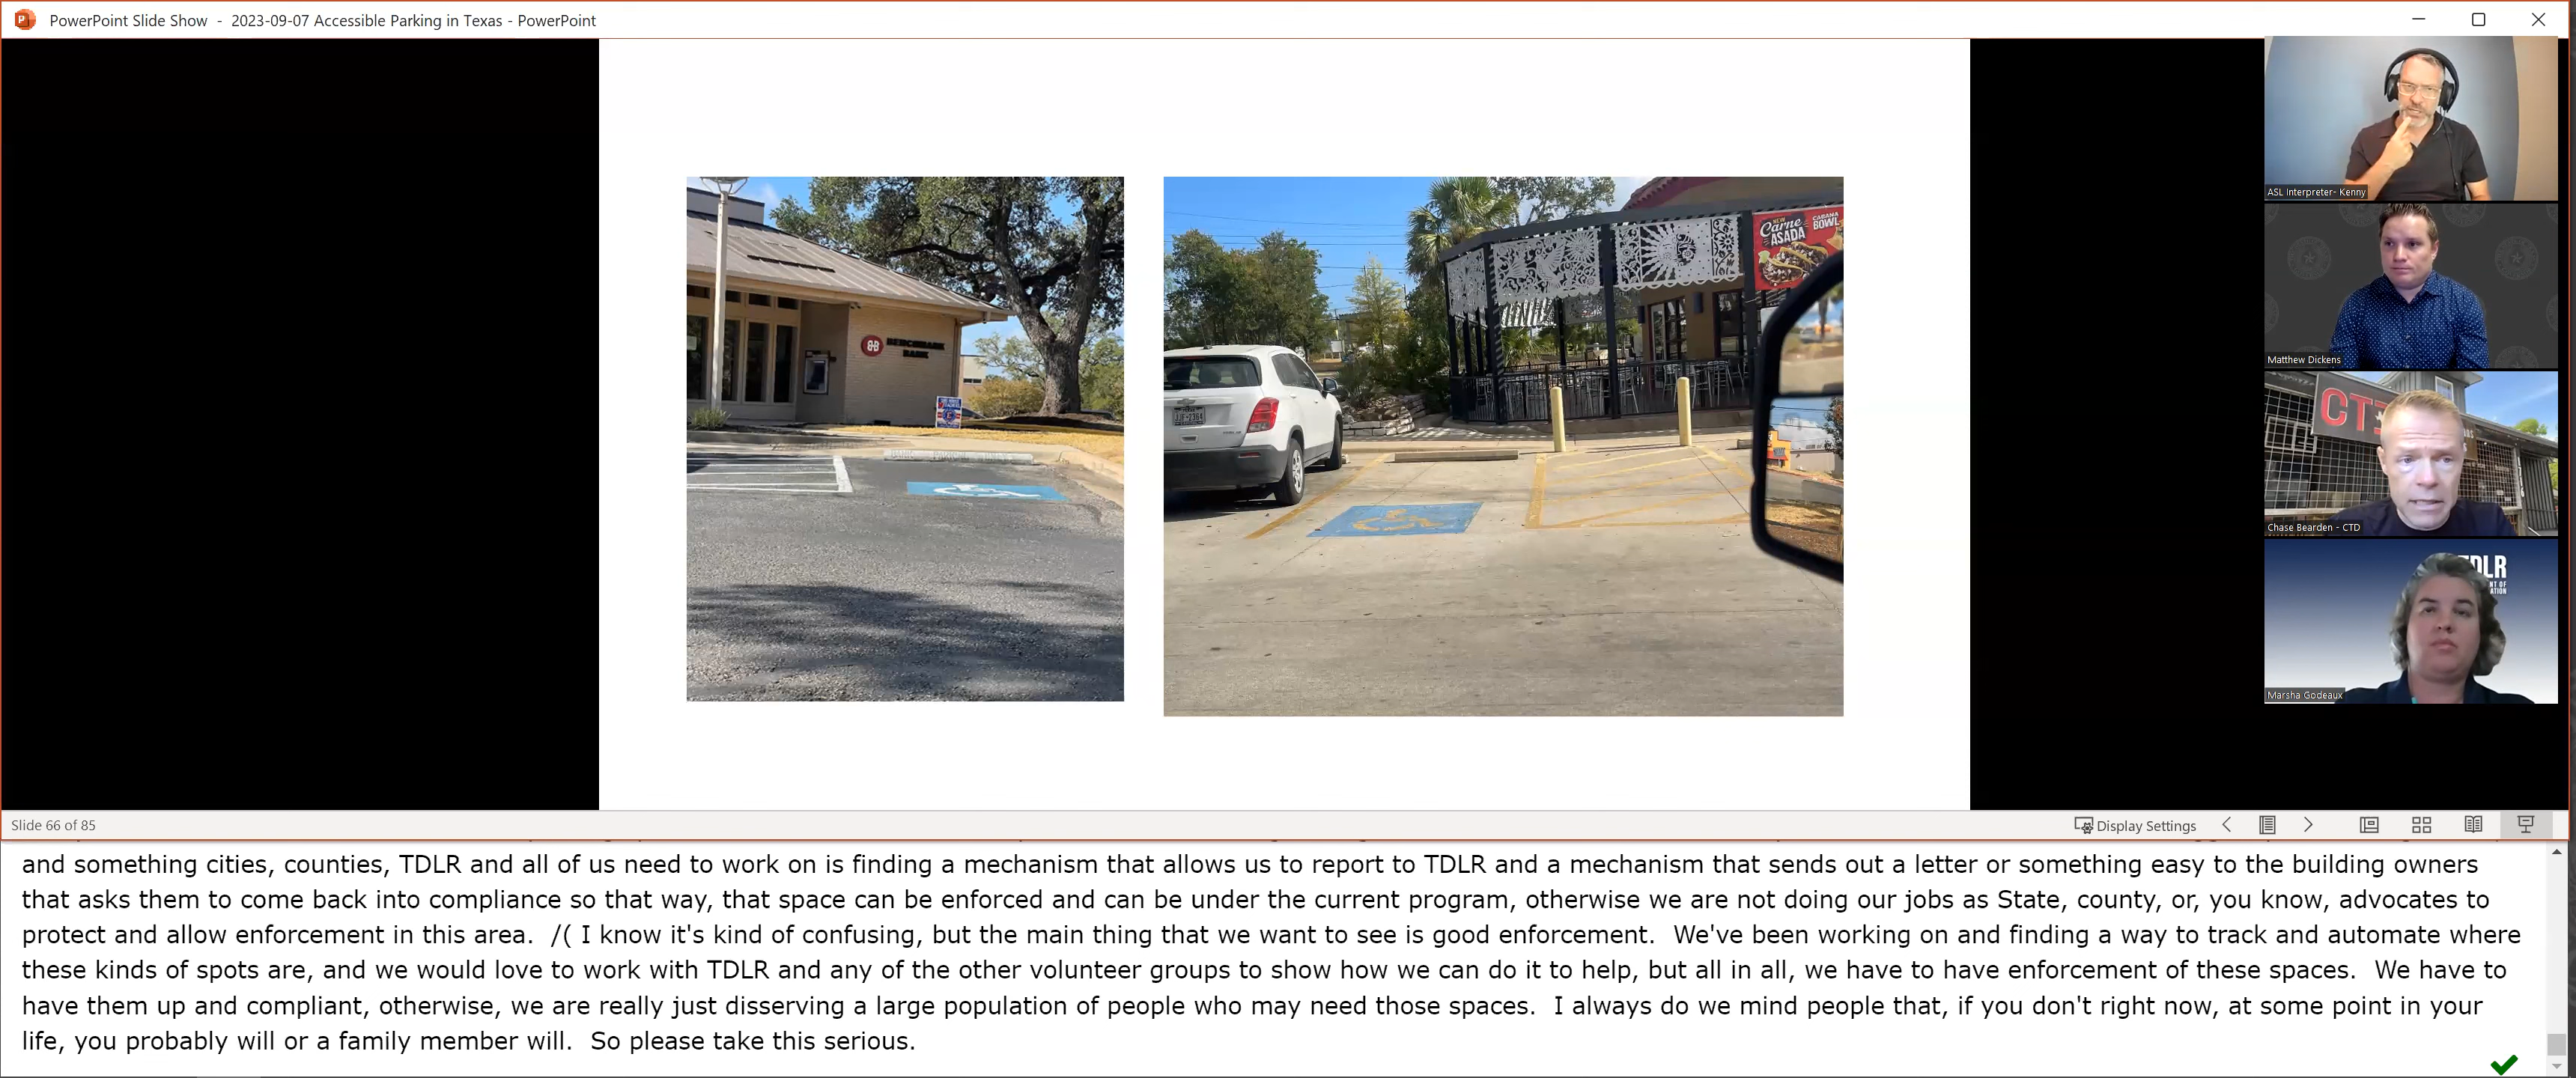 PowerPoint Slide Show - 2023-09-07 Accessible Parking in Texas - PowerPoint
ASL Interpreter- Kenny
Matthew Dickens
CT
Chase Bearden - CTD
DLR
NT OF
ATION
Marsha Godeaux
BENCHMARK
BANK
Carne
ASADA
CABANA
BOWL
Slide 66 of 85
Display Settings
and something cities, counties, TDLR and all of us need to work on is finding a mechanism that allows us to report to TDLR and a mechanism that sends out a letter or something easy to the building owners
that asks them to come back into compliance so that way, that space can be enforced and can be under the current program, otherwise we are not doing our jobs as State, county, or, you know, advocates to
protect and allow enforcement in this area.  /( I know it's kind of confusing, but the main thing that we want to see is good enforcement.  We've been working on and finding a way to track and automate where
these kinds of spots are, and we would love to work with TDLR and any of the other volunteer groups to show how we can do it to help, but all in all, we have to have enforcement of these spaces.  We have to
have them up and compliant, otherwise, we are really just disserving a large population of people who may need those spaces.  I always do we mind people that, if you don't right now, at some point in your
life, you probably will or a family member will.  So please take this serious.